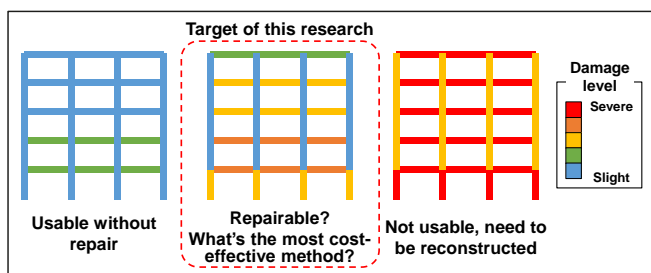 Target of this research
Damage
level
Severe
Slight
Usable without
repair
Repairable?
What's the most cost-
effective method?
Not usable, need to
be reconstructed